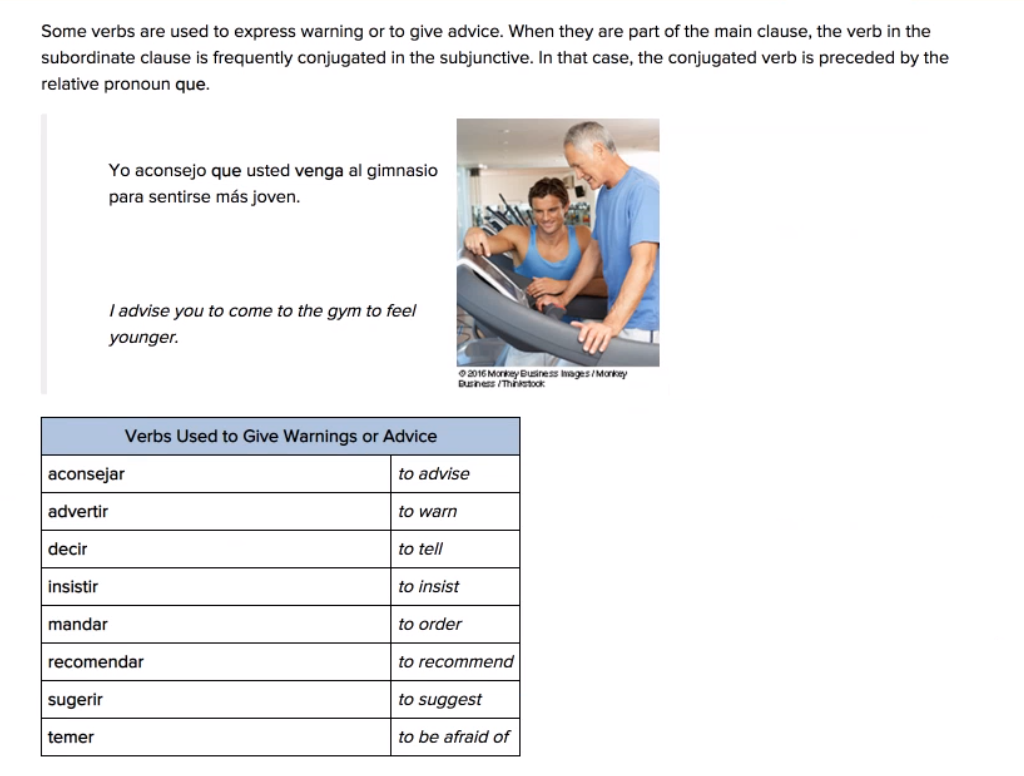 Some verbs are used to express warning or to give advice. When they are part of the main clause, the verb in the
subordinate clause is frequently conjugated in the subjunctive. In that case, the conjugated verb is preceded by the
relative pronoun que.
Yo aconsejo que usted venga al gimnasio
para sentirse más joven.
I advise you to come to the gym to feel
younger.
© 2016 Monkey Business Images / Monkey
Business / Thinkstock
Verbs Used to Give Warnings or Advice
aconsejar to advise
advertir to warn
decir to tell
insistir to insist
mandar to order
recomendar to recommend
sugerir to suggest
temer to be afraid of